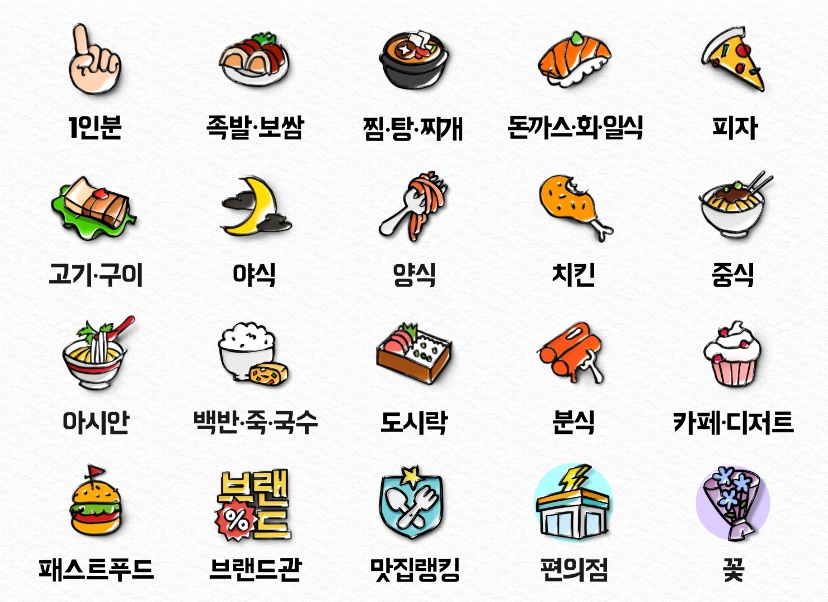 1인분
족발·보쌈
찜·탕·찌개
돈까스·회·일식
피자
고기·구이
야식
양식
치킨
중식
아시안
백반·죽·국수
도시락
분식
카페·디저트
브랜
% 드
패스트푸드
브랜드관
맛집랭킹
편의점
꽃